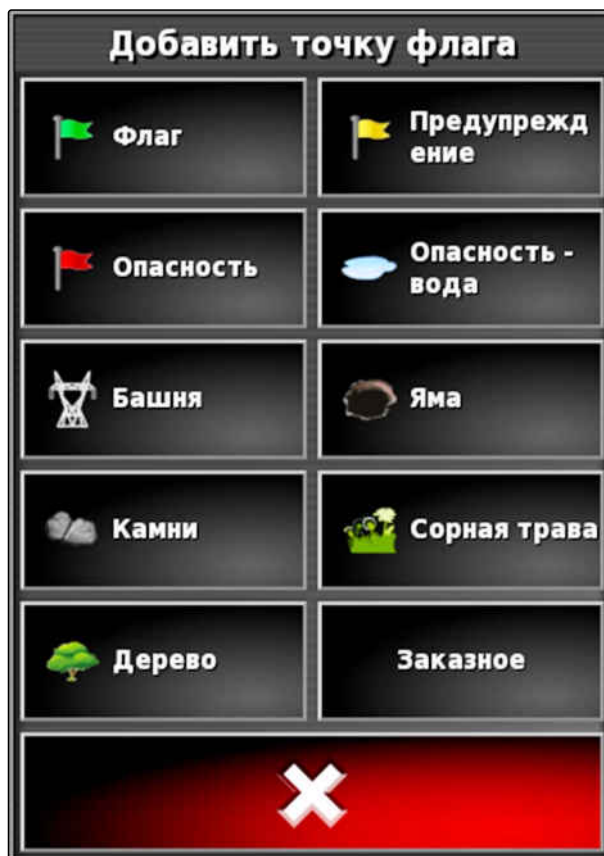 Добавить точку флага
Флаг
Предупрежд
ение
Опасность
Опасность -
вода
Башня
Яма
Камни
Сорная трава
Дерево
Заказное